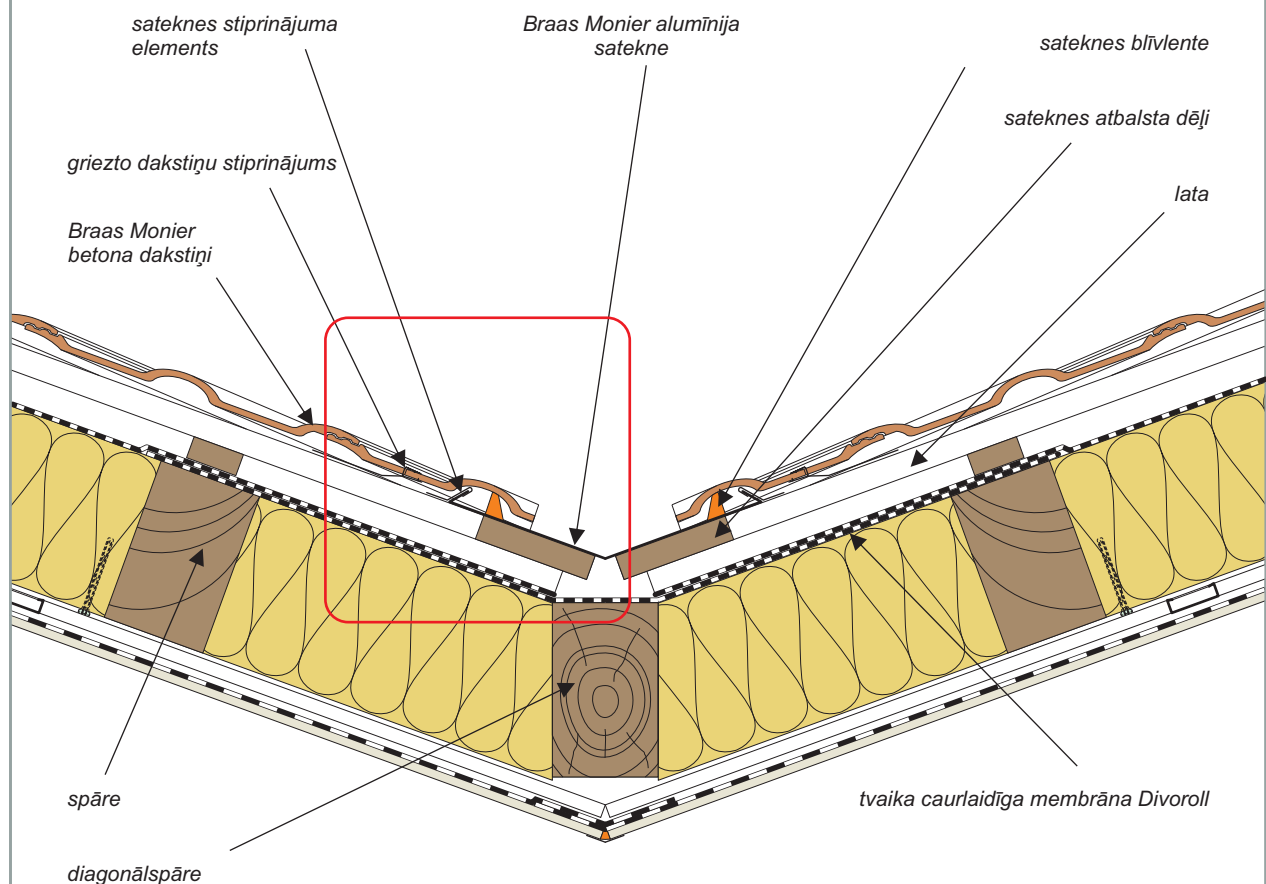 sateknes stiprinājuma
elements
Braas Monier alumīnija
satekne
sateknes blīvlente
sateknes atbalsta dēļi
griezto dakstiņu stiprinājums
lata
Braas Monier
betona dakstiņi
spāre
tvaika caurlaidīga membrāna Divoroll
diagonālspāre